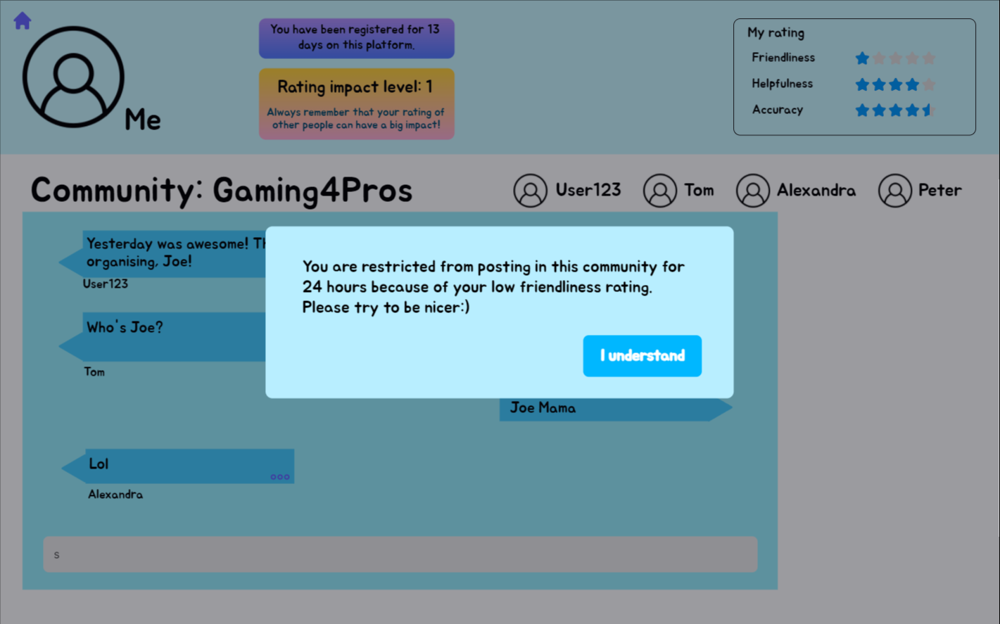 You have been registered for 13
days on this platform.
Rating impact level: 1
Always remember that your rating of
other people can have a big impact!
Me
My rating
Friendliness
Helpfulness
Accuracy
Community: Gaming4Pros
User123
Tom
Alexandra
Peter
Yesterday was awesome!
organising, Joe!
User123
Who's Joe?
Tom
You are restricted from posting in this community for
24 hours because of your low friendliness rating.
Please try to be nicer:)
I understand
Joe Mama
Lol
Alexandra
s